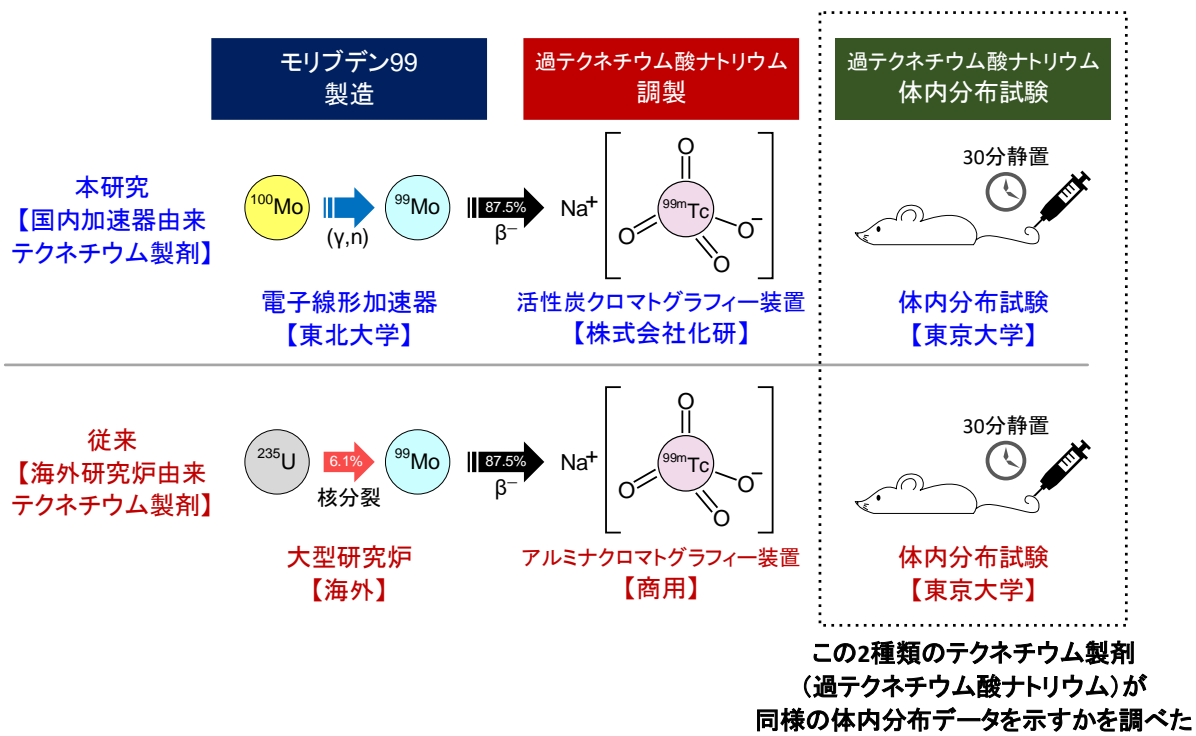 モリブデン99
製造
過テクネチウム酸ナトリウム
調製
過テクネチウム酸ナトリウム
体内分布試験
本研究
【国内加速器由来
テクネチウム製剤】
¹⁰⁰Mo
(γ,n)
⁹⁹Mo
87.5%
β⁻
Na⁺
O
O
⁹⁹ᵐTc
O⁻
O
30分静置
電子線形加速器
【東北大学】
活性炭クロマトグラフィー装置
【株式会社化研】
体内分布試験
【東京大学】
従来
【海外研究炉由来
テクネチウム製剤】
²³⁵U
6.1%
核分裂
⁹⁹Mo
87.5%
β⁻
Na⁺
O
O
⁹⁹ᵐTc
O⁻
O
30分静置
大型研究炉
【海外】
アルミナクロマトグラフィー装置
【商用】
体内分布試験
【東京大学】
この2種類のテクネチウム製剤
（過テクネチウム酸ナトリウム）が
同様の体内分布データを示すかを調べた